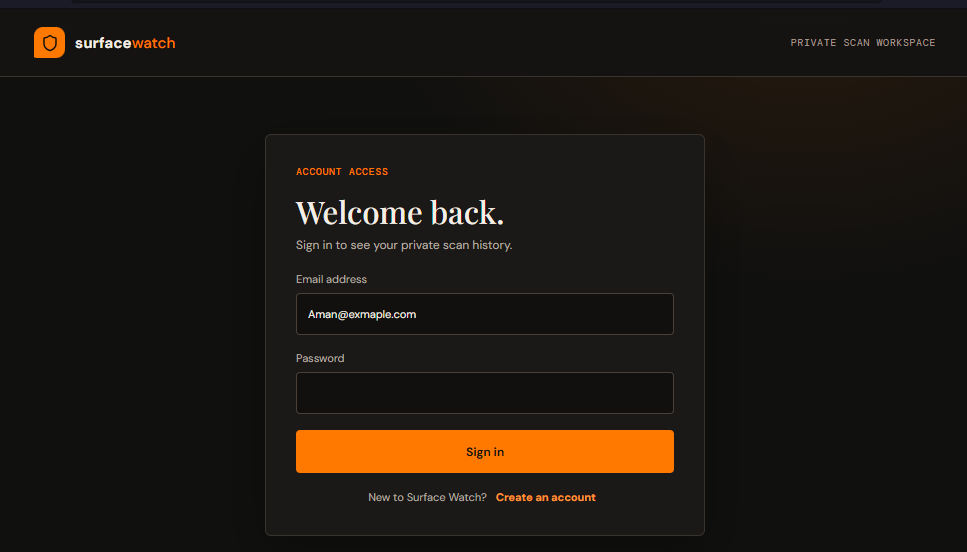 surfacewatch
PRIVATE SCAN WORKSPACE
ACCOUNT ACCESS
Welcome back.
Sign in to see your private scan history.
Email address
Aman@exmaple.com
Password
Sign in
New to Surface Watch? Create an account